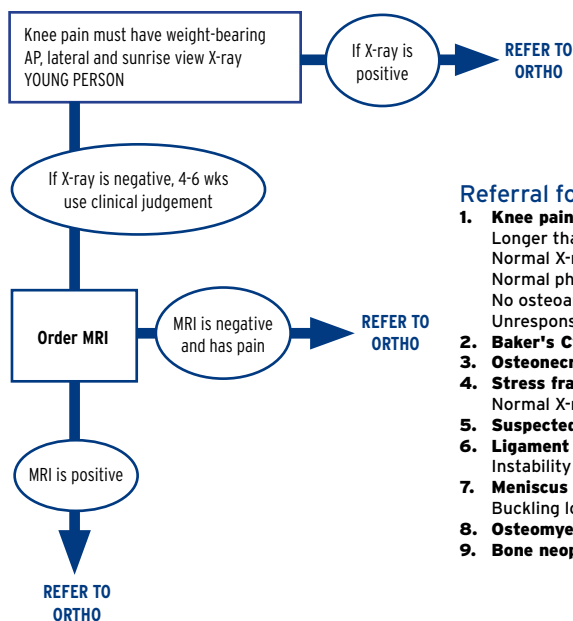 Knee pain must have weight-bearing
AP, lateral and sunrise view X-ray
YOUNG PERSON
If X-ray is
positive
REFER TO
ORTHO
If X-ray is negative, 4-6 wks
use clinical judgement
Order MRI
MRI is negative
and has pain
REFER TO
ORTHO
MRI is positive
REFER TO
ORTHO
Referral fo
1. Knee pain
Longer tha
Normal X-r
Normal ph
No osteoa
Unrespons
2. Baker's C
3. Osteonecr
4. Stress fra
Normal X-r
5. Suspected
6. Ligament
Instability
7. Meniscus
Buckling lo
8. Osteomye
9. Bone neop